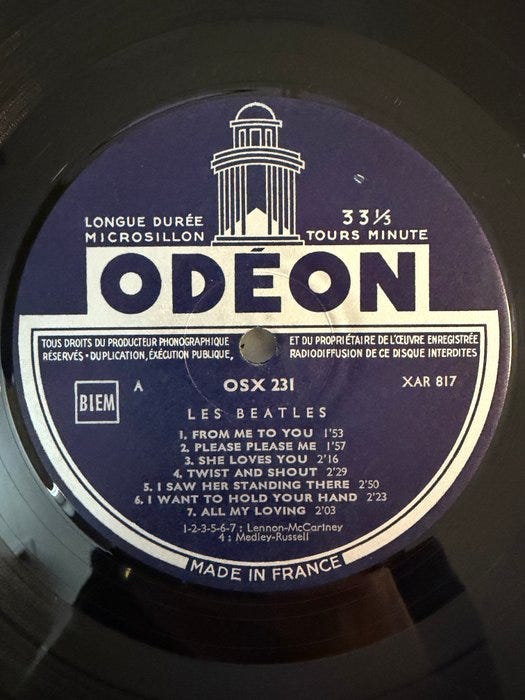 LONGUE DURÉE
MICROSILLON
33⅓
TOURS MINUTE
ODÉON
TOUS DROITS DU PRODUCTEUR PHONOGRAPHIQUE
RÉSERVÉS • DUPLICATION, EXÉCUTION PUBLIQUE,
ET DU PROPRIÉTAIRE DE L'ŒUVRE ENREGISTRÉE
RADIODIFFUSION DE CE DISQUE INTERDITES
BIEM
A
OSX 231
XAR 817
LES BEATLES
1. FROM ME TO YOU 1'53
2. PLEASE PLEASE ME 1'57
3. SHE LOVES YOU 2'16
4. TWIST AND SHOUT 2'29
5. I SAW HER STANDING THERE 2'50
6. I WANT TO HOLD YOUR HAND 2'23
7. ALL MY LOVING 2'03
1-2-3-5-6-7 : Lennon-McCartney
4 : Medley-Russell
MADE IN FRANCE